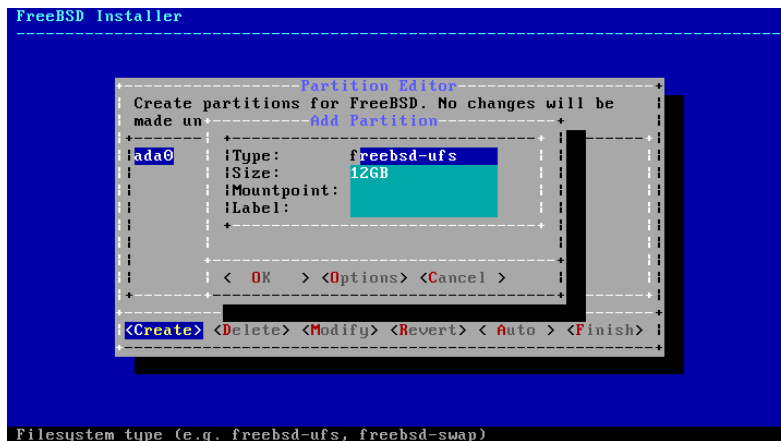 FreeBSD Installer
Partition Editor
Create partitions for FreeBSD. No changes will be
made un
Add Partition
ada0
Type: freebsd-ufs
Size: 12GB
Mountpoint:
Label:
< OK > <Options> <Cancel >
<Create> <Delete> <Modify> <Revert> < Auto > <Finish>
Filesystem type (e.g. freebsd-ufs, freebsd-swap)